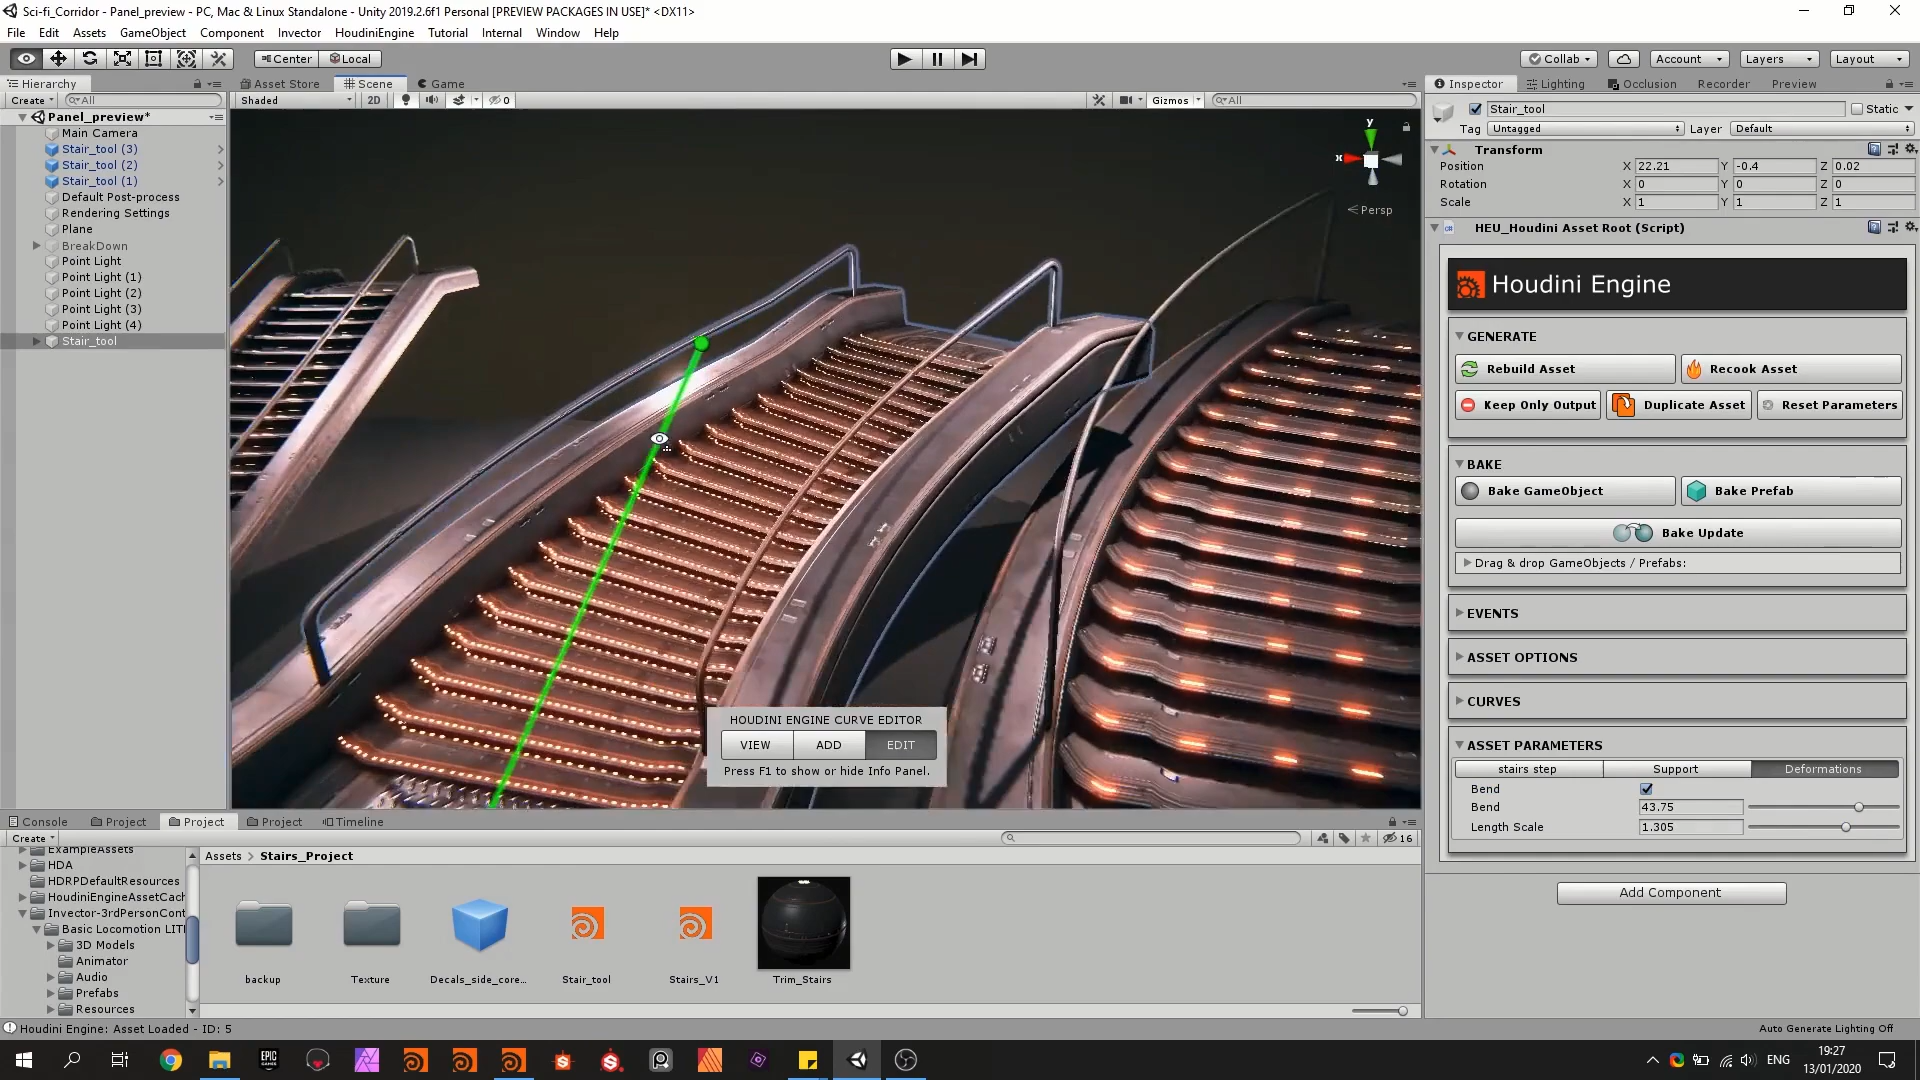 Sci-fi_Corridor - Panel_preview - PC, Mac & Linux Standalone - Unity 2019.2.6f1 Personal [PREVIEW PACKAGES IN USE]* <DX11>
File Edit Assets GameObject Component Invector HoudiniEngine Tutorial Internal Window Help
Center Local Collab Account Layers Layout
Hierarchy Asset Store Scene Game Inspector Lighting Occlusion Recorder Preview
Create All Shaded 2D 0 Gizmos All
Panel_preview*
Main Camera
Stair_tool (3)
Stair_tool (2)
Stair_tool (1)
Default Post-process
Rendering Settings
Plane
BreakDown
Point Light
Point Light (1)
Point Light (2)
Point Light (3)
Point Light (4)
Stair_tool
y
x
Persp
HOUDINI ENGINE CURVE EDITOR
VIEW ADD EDIT
Press F1 to show or hide Info Panel.
Stair_tool Static
Tag Untagged Layer Default
Transform
Position X 22.21 Y -0.4 Z 0.02
Rotation X 0 Y 0 Z 0
Scale X 1 Y 1 Z 1
HEU_Houdini Asset Root (Script)
Houdini Engine
GENERATE
Rebuild Asset Recook Asset
Keep Only Output Duplicate Asset Reset Parameters
BAKE
Bake GameObject Bake Prefab
Bake Update
Drag & drop GameObjects / Prefabs:
EVENTS
ASSET OPTIONS
CURVES
ASSET PARAMETERS
stairs step Support Deformations
Bend
Bend 43.75
Length Scale 1.305
Add Component
Console Project Project Project Timeline
Create 16
ExampleAssets
HDA
HDRPDefaultResources
HoudiniEngineAssetCach
Invector-3rdPersonCont
Basic Locomotion LITI
3D Models
Animator
Audio
Prefabs
Resources
Assets > Stairs_Project
backup Texture Decals_side_core... Stair_tool Stairs_V1 Trim_Stairs
Houdini Engine: Asset Loaded - ID: 5
Auto Generate Lighting Off
EPIC GAMES
ENG
19:27
13/01/2020